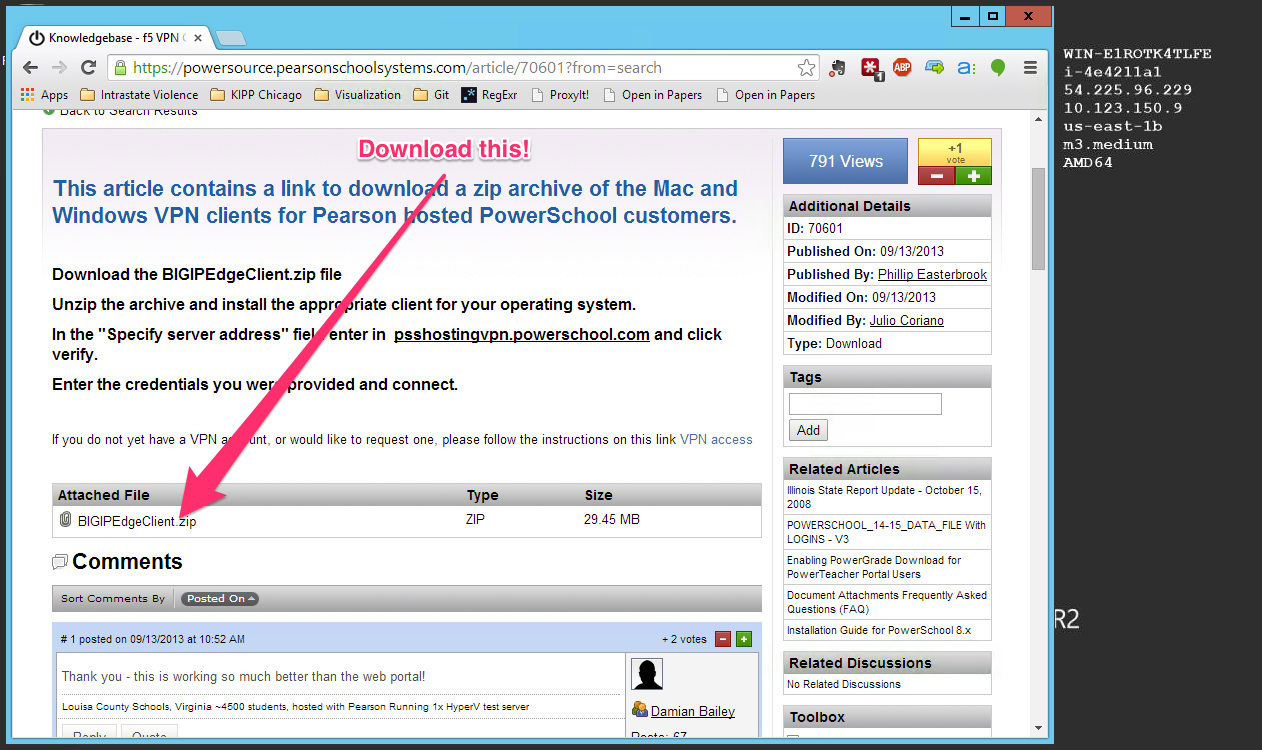 Knowledgebase - f5 VPN
https://powersource.pearsonschoolsystems.com/article/70601?from=search
1
ABP
a:
Apps
Intrastate Violence
KIPP Chicago
Visualization
Git
RegExr
ProxyIt!
Open in Papers
Open in Papers
Back to Search Results
Download this!
This article contains a link to download a zip archive of the Mac and
Windows VPN clients for Pearson hosted PowerSchool customers.
Download the BIGIPEdgeClient.zip file
Unzip the archive and install the appropriate client for your operating system.
In the "Specify server address" field enter in psshostingvpn.powerschool.com and click
verify.
Enter the credentials you were provided and connect.
If you do not yet have a VPN account, or would like to request one, please follow the instructions on this link VPN access
Attached File Type Size
BIGIPEdgeClient.zip ZIP 29.45 MB
Comments
Sort Comments By Posted On
# 1 posted on 09/13/2013 at 10:52 AM + 2 votes
Thank you - this is working so much better than the web portal!
Louisa County Schools, Virginia ~4500 students, hosted with Pearson Running 1x HyperV test server
Damian Bailey
Posts: 67
Reply Quote
791 Views
+1
vote
Additional Details
ID: 70601
Published On: 09/13/2013
Published By: Phillip Easterbrook
Modified On: 09/13/2013
Modified By: Julio Coriano
Type: Download
Tags
Add
Related Articles
Illinois State Report Update - October 15,
2008
POWERSCHOOL_14-15_DATA_FILE With
LOGINS - V3
Enabling PowerGrade Download for
PowerTeacher Portal Users
Document Attachments Frequently Asked
Questions (FAQ)
Installation Guide for PowerSchool 8.x
Related Discussions
No Related Discussions
Toolbox
WIN-ElROTK4TLFE
i-4e4211a1
54.225.96.229
10.123.150.9
us-east-1b
m3.medium
AMD64
R2